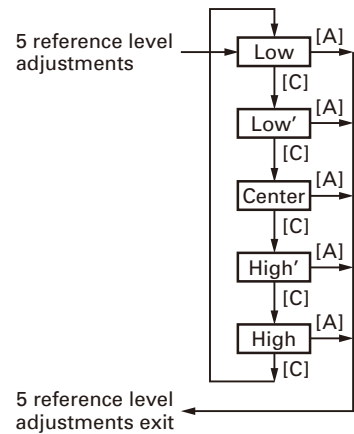 5 reference level
adjustments
Low
[A]
[C]
Low’
[A]
[C]
Center
[A]
[C]
High’
[A]
[C]
High
[A]
[C]
5 reference level
adjustments exit